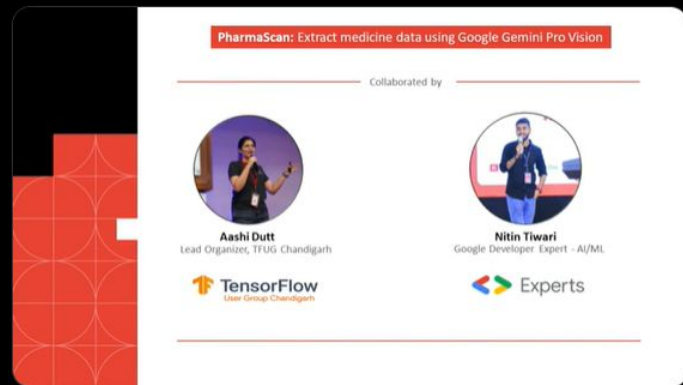 PharmaScan: Extract medicine data using Google Gemini Pro Vision
Collaborated by
Aashi Dutt
Lead Organizer, TFUG Chandigarh
TensorFlow
User Group Chandigarh
Nitin Tiwari
Google Developer Expert - AI/ML
Experts